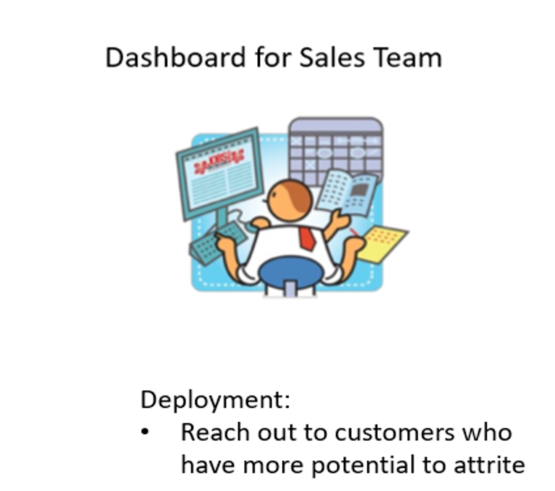 Dashboard for Sales Team
Deployment:
• Reach out to customers who
have more potential to attrite